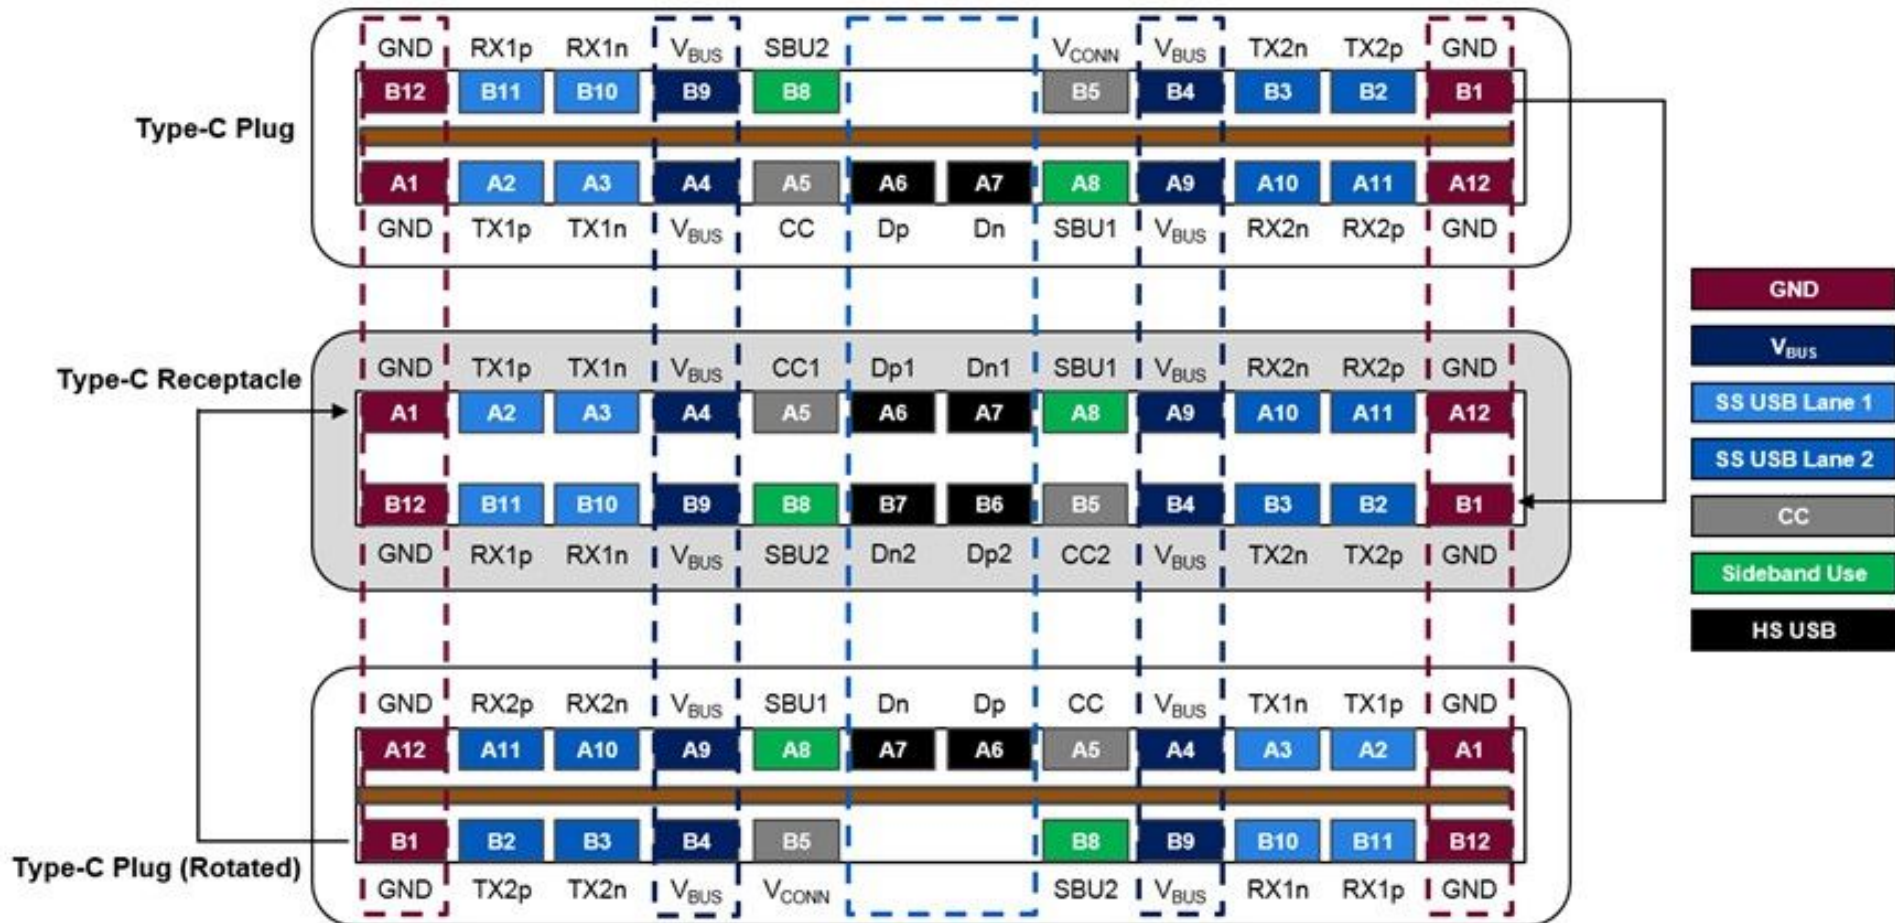 GND RX1p RX1n VBUS SBU2 VCONN VBUS TX2n TX2p GND
B12 B11 B10 B9 B8 B5 B4 B3 B2 B1
Type-C Plug
A1 A2 A3 A4 A5 A6 A7 A8 A9 A10 A11 A12
GND TX1p TX1n VBUS CC Dp Dn SBU1 VBUS RX2n RX2p GND
Type-C Receptacle
GND TX1p TX1n VBUS CC1 Dp1 Dn1 SBU1 VBUS RX2n RX2p GND
A1 A2 A3 A4 A5 A6 A7 A8 A9 A10 A11 A12
B12 B11 B10 B9 B8 B7 B6 B5 B4 B3 B2 B1
GND RX1p RX1n VBUS SBU2 Dn2 Dp2 CC2 VBUS TX2n TX2p GND
GND RX2p RX2n VBUS SBU1 Dn Dp CC VBUS TX1n TX1p GND
A12 A11 A10 A9 A8 A7 A6 A5 A4 A3 A2 A1
B1 B2 B3 B4 B5 B8 B9 B10 B11 B12
Type-C Plug (Rotated)
GND TX2p TX2n VBUS VCONN SBU2 VBUS RX1n RX1p GND
GND
VBUS
SS USB Lane 1
SS USB Lane 2
CC
Sideband Use
HS USB